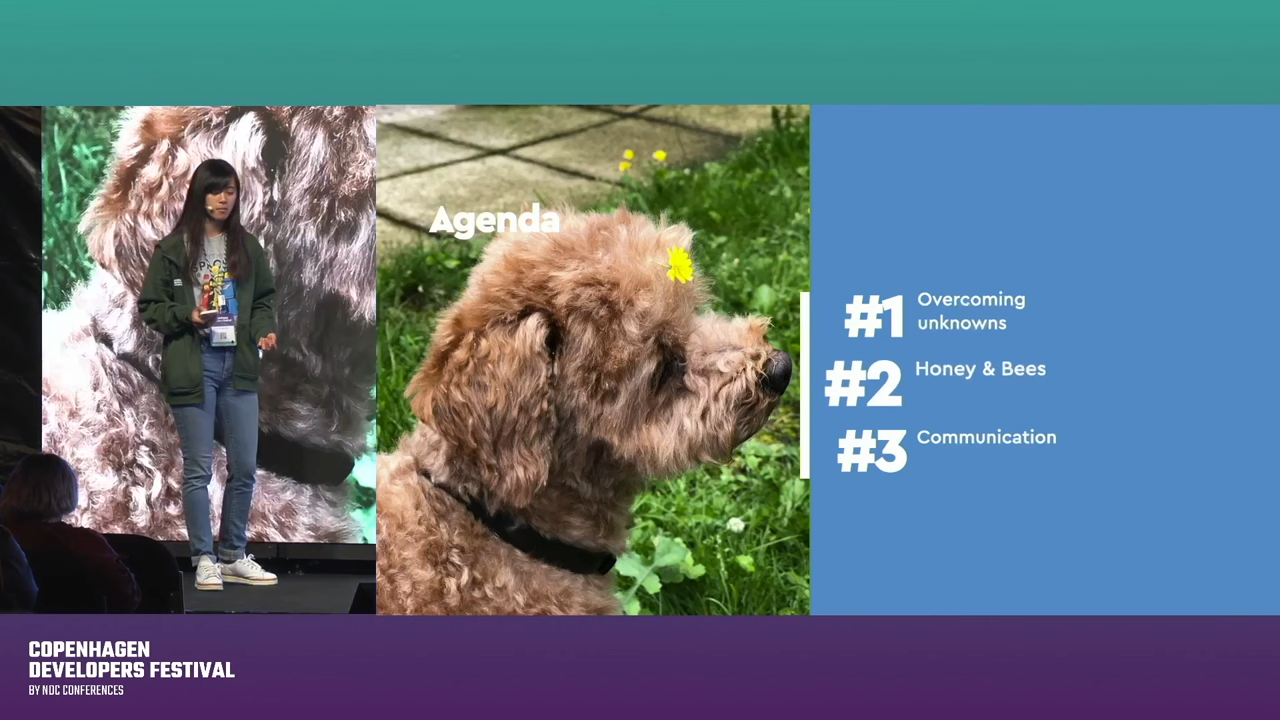 Agenda
#1 Overcoming
unknowns
#2 Honey & Bees
#3 Communication
COPENHAGEN
DEVELOPERS FESTIVAL
BY NDC CONFERENCES